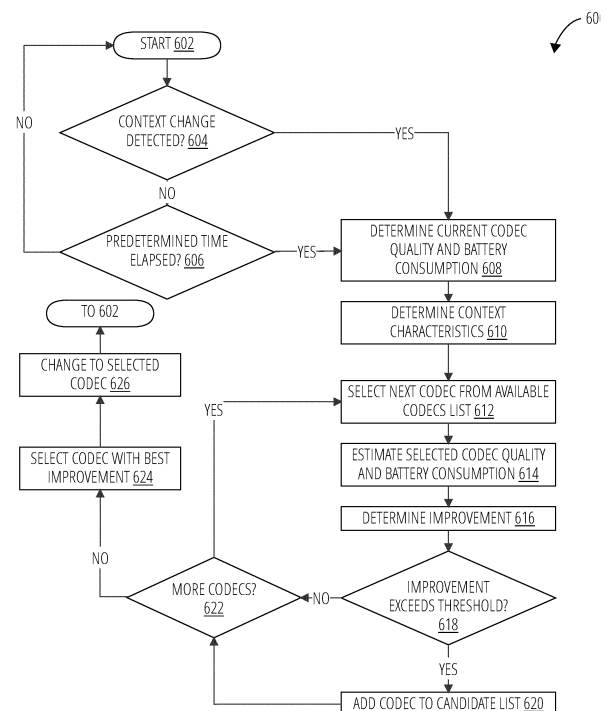 60
START 602
CONTEXT CHANGE
DETECTED? 604
YES
NO
NO
PREDETERMINED TIME
ELAPSED? 606
YES
DETERMINE CURRENT CODEC
QUALITY AND BATTERY
CONSUMPTION 608
TO 602
DETERMINE CONTEXT
CHARACTERISTICS 610
CHANGE TO SELECTED
CODEC 626
YES
SELECT NEXT CODEC FROM AVAILABLE
CODECS LIST 612
SELECT CODEC WITH BEST
IMPROVEMENT 624
ESTIMATE SELECTED CODEC QUALITY
AND BATTERY CONSUMPTION 614
DETERMINE IMPROVEMENT 616
NO
MORE CODECS?
622
NO
IMPROVEMENT
EXCEEDS THRESHOLD?
618
YES
ADD CODEC TO CANDIDATE LIST 620